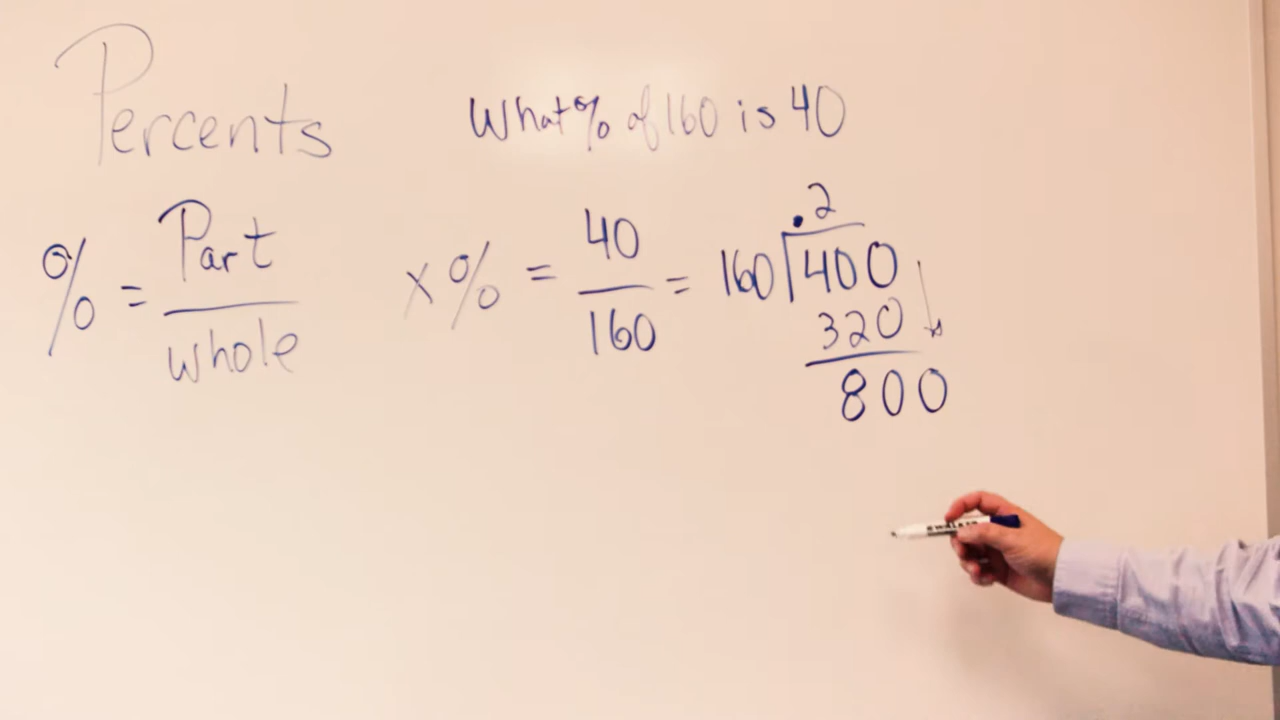 Percents
What % of 160 is 40
% = Part / whole
x % = 40 / 160 = 160 ⟌ 400
.2
320
800